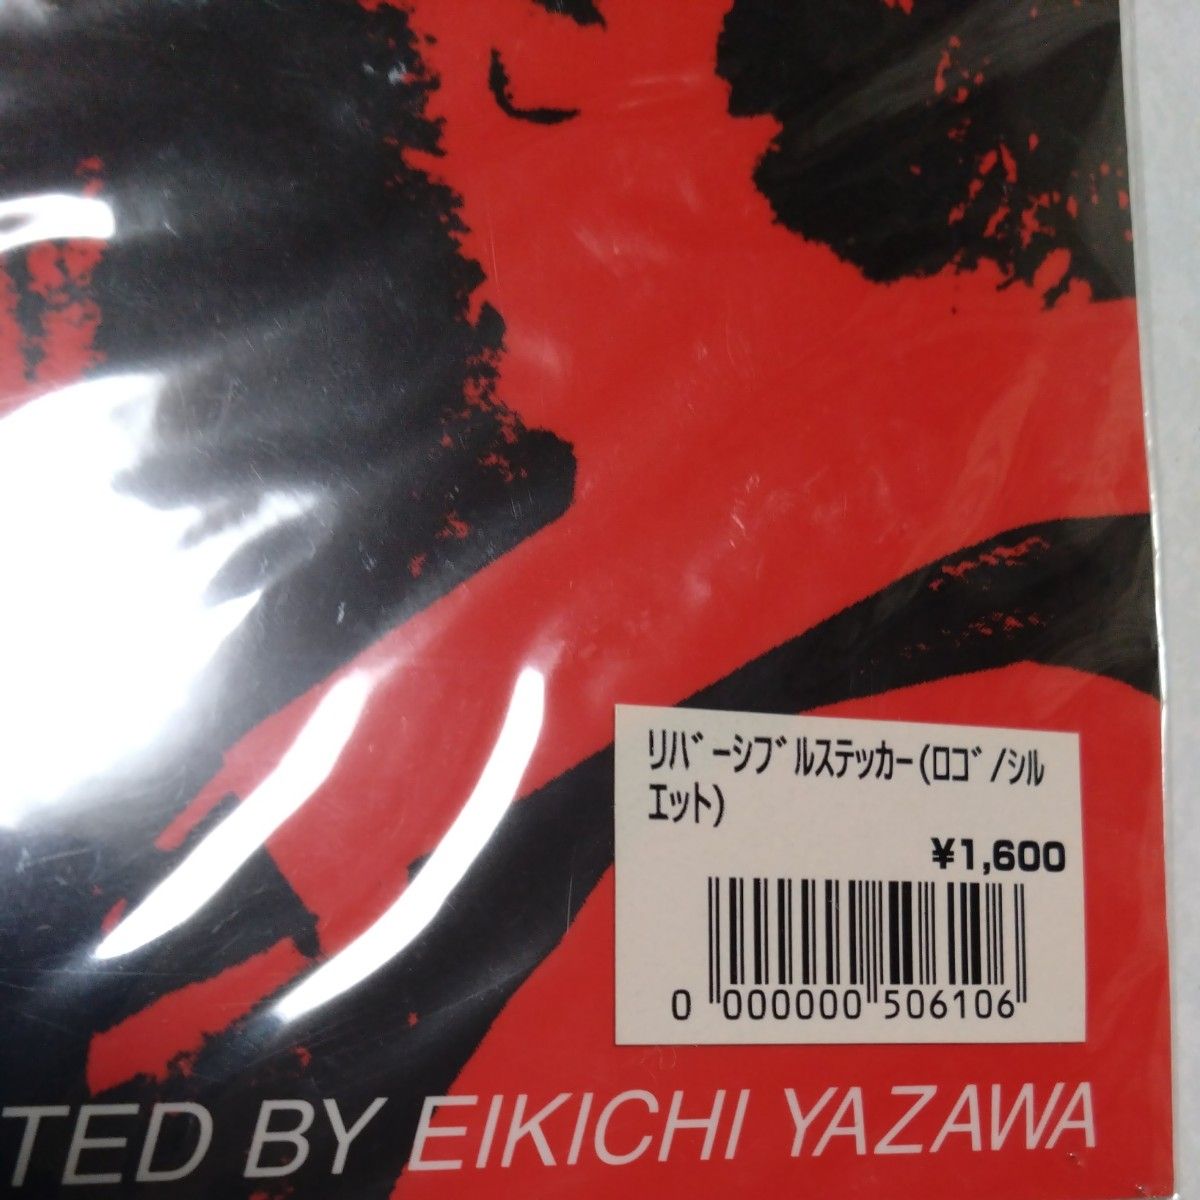 ﾘﾊﾞｰｼﾌﾞﾙｽﾃｯｶｰ(ﾛｺﾞ/ｼﾙ
ｴｯﾄ)
¥1,600
0 000000 506106
TED BY EIKICHI YAZAWA